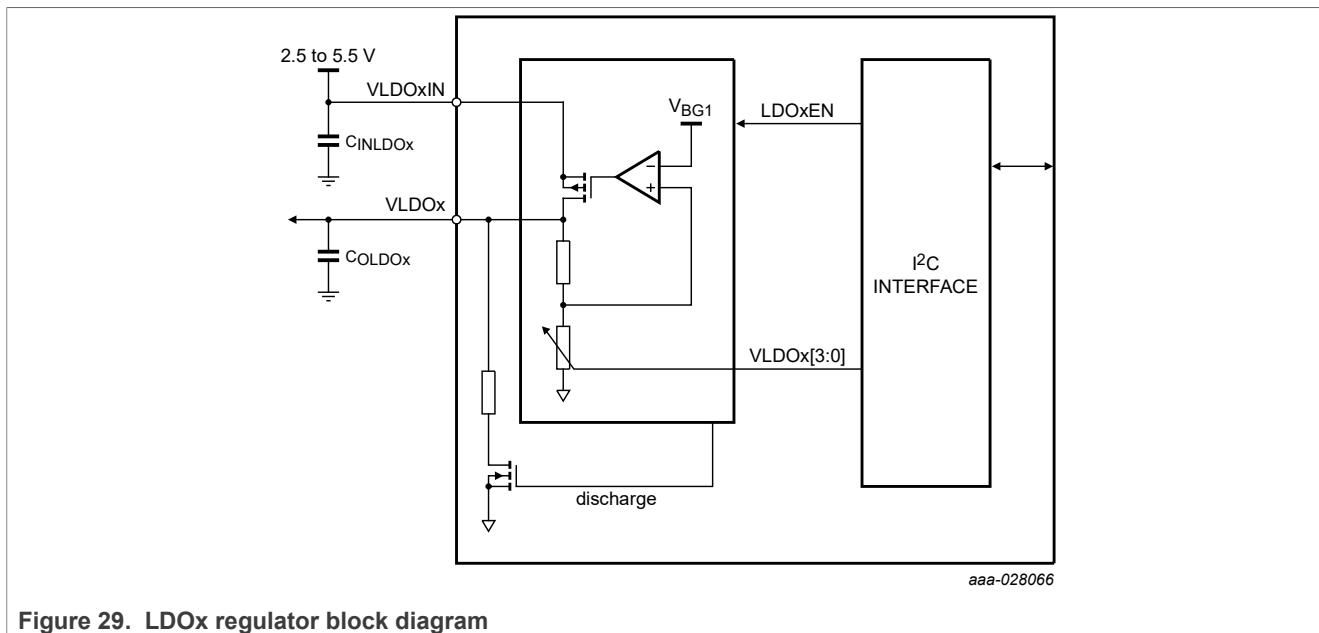 2.5 to 5.5 V
VLDOxIN
CINLDOx
VLDOx
COLDOx
VBG1
−
+
LDOxEN
I2C
INTERFACE
VLDOx[3:0]
discharge
aaa-028066
Figure 29. LDOx regulator block diagram